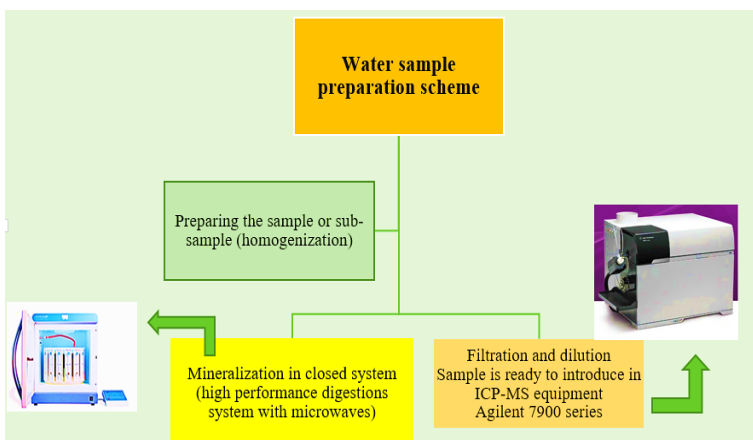 Water sample
preparation scheme
Preparing the sample or sub-
sample (homogenization)
Mineralization in closed system
(high performance digestions
system with microwaves)
Filtration and dilution
Sample is ready to introduce in
ICP-MS equipment
Agilent 7900 series